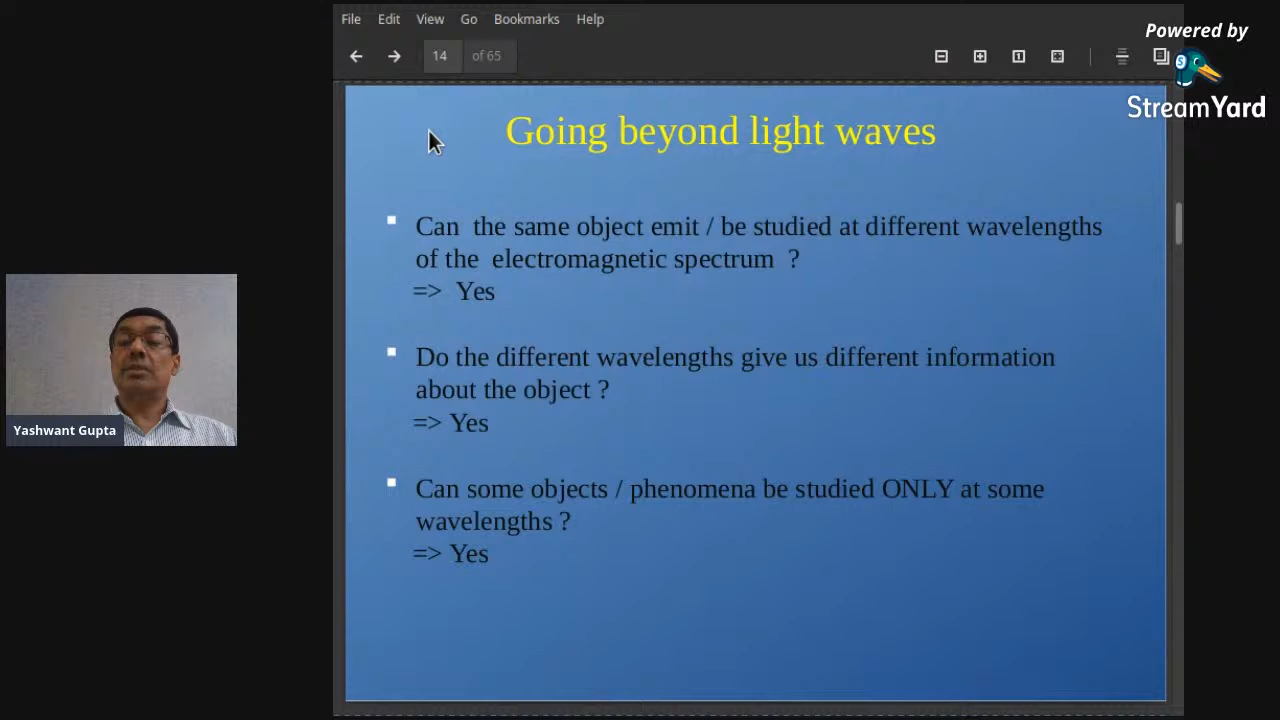 File Edit View Go Bookmarks Help
14 of 65
Powered by
StreamYard
Going beyond light waves
Can the same object emit / be studied at different wavelengths
of the electromagnetic spectrum ?
=> Yes
Do the different wavelengths give us different information
about the object ?
=> Yes
Can some objects / phenomena be studied ONLY at some
wavelengths ?
=> Yes
Yashwant Gupta